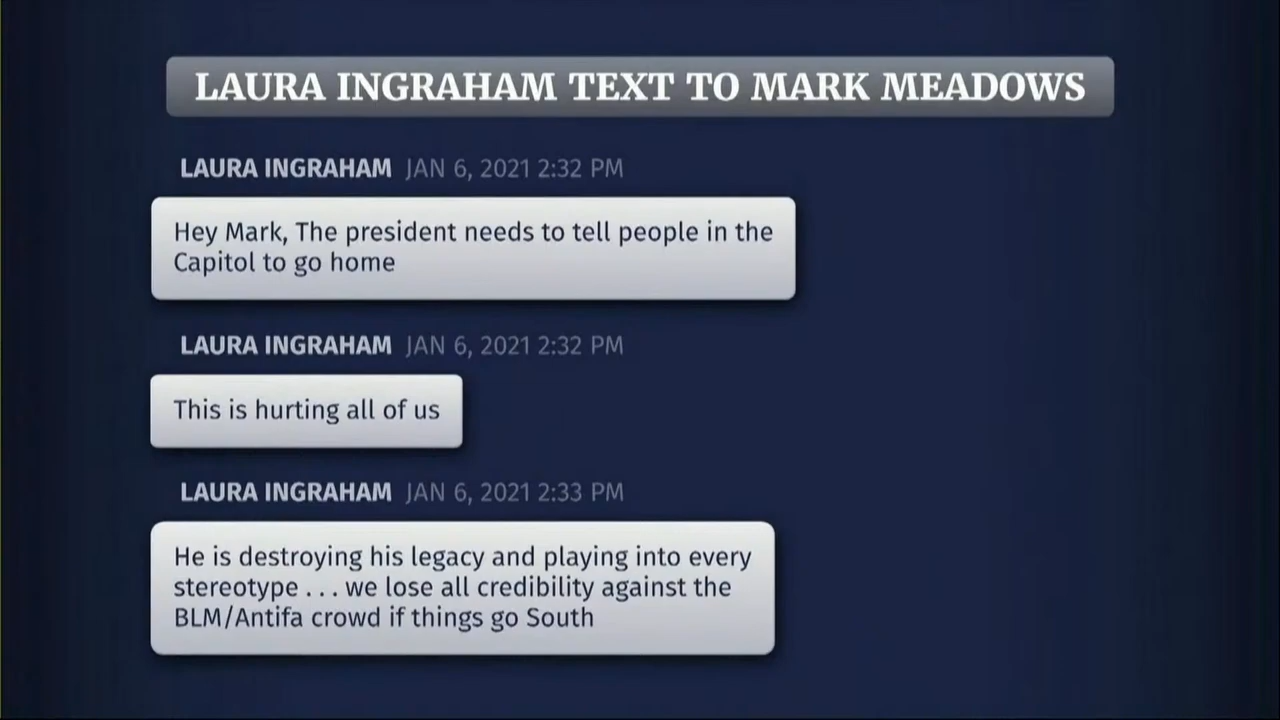 LAURA INGRAHAM TEXT TO MARK MEADOWS
LAURA INGRAHAM JAN 6, 2021 2:32 PM
Hey Mark, The president needs to tell people in the
Capitol to go home
LAURA INGRAHAM JAN 6, 2021 2:32 PM
This is hurting all of us
LAURA INGRAHAM JAN 6, 2021 2:33 PM
He is destroying his legacy and playing into every
stereotype . . . we lose all credibility against the
BLM/Antifa crowd if things go South